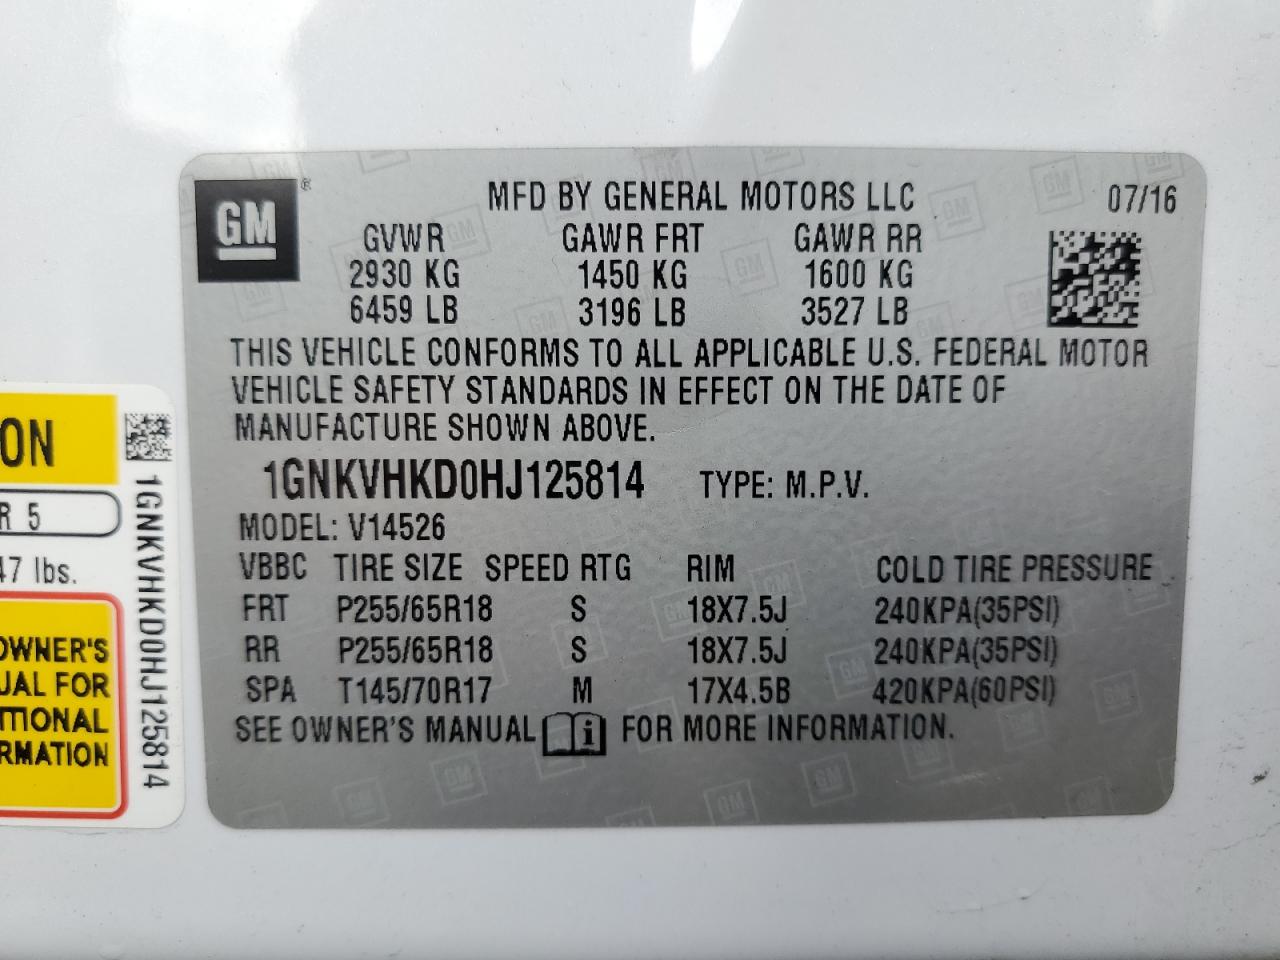 GM
®
MFD BY GENERAL MOTORS LLC 07/16
GVWR GAWR FRT GAWR RR
2930 KG 1450 KG 1600 KG
6459 LB 3196 LB 3527 LB
THIS VEHICLE CONFORMS TO ALL APPLICABLE U.S. FEDERAL MOTOR
VEHICLE SAFETY STANDARDS IN EFFECT ON THE DATE OF
MANUFACTURE SHOWN ABOVE.
1GNKVHKD0HJ125814 TYPE: M.P.V.
MODEL: V14526
VBBC TIRE SIZE SPEED RTG RIM COLD TIRE PRESSURE
FRT P255/65R18 S 18X7.5J 240KPA(35PSI)
RR P255/65R18 S 18X7.5J 240KPA(35PSI)
SPA T145/70R17 M 17X4.5B 420KPA(60PSI)
SEE OWNER'S MANUAL i FOR MORE INFORMATION.
ON
R 5
47 lbs.
OWNER'S
UAL FOR
ITIONAL
RMATION
1GNKVHKD0HJ125814